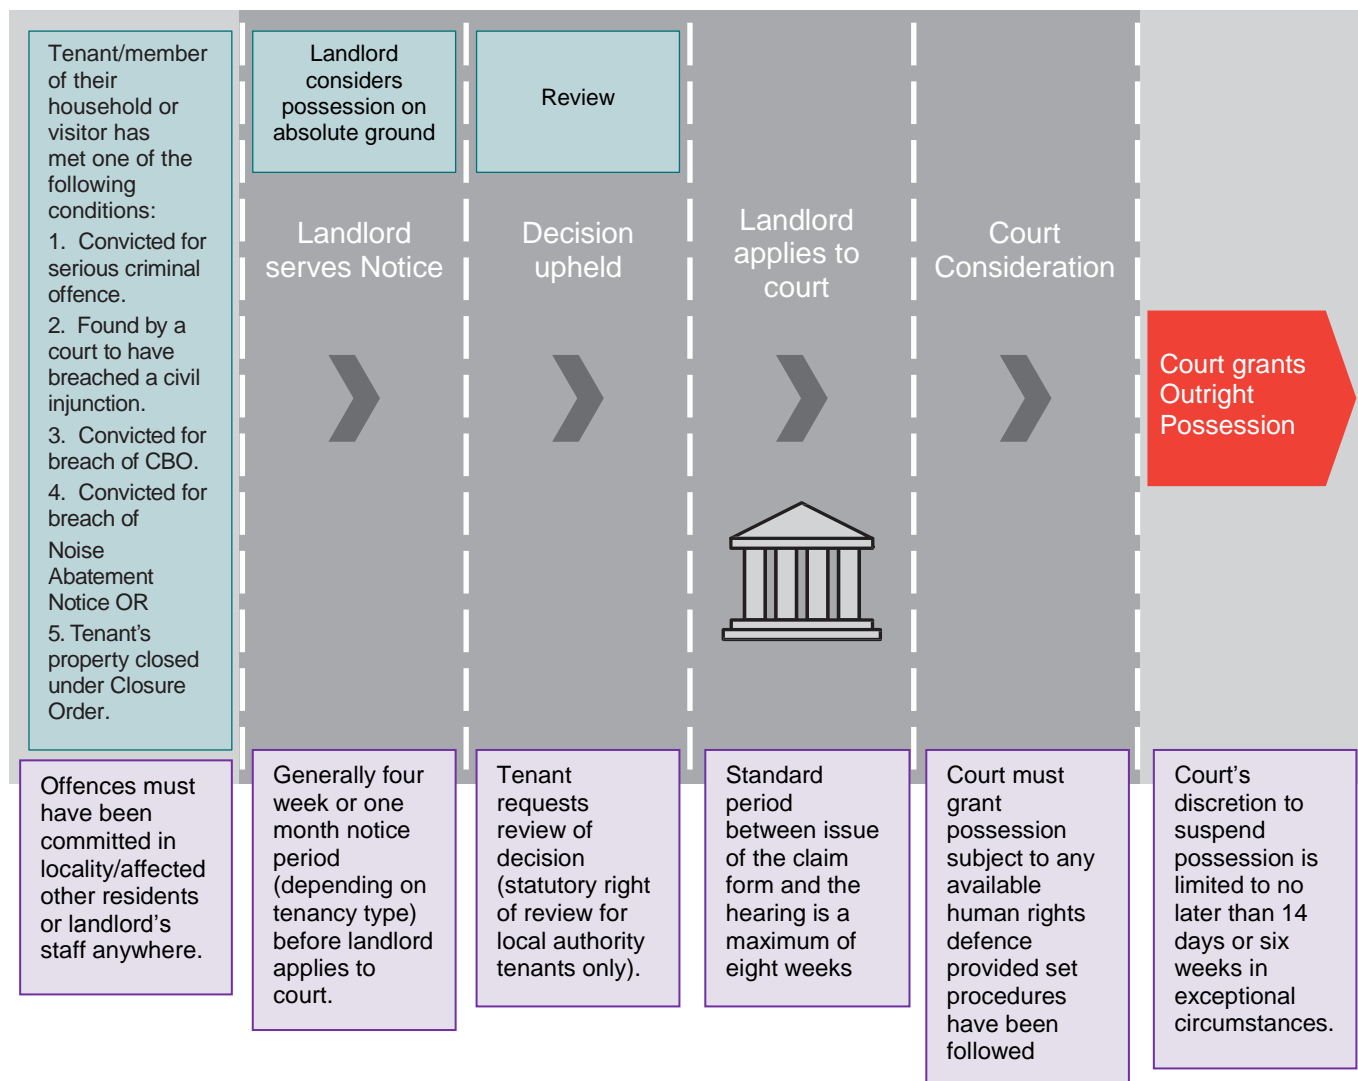 Tenant/member
of their
household or
visitor has
met one of the
following
conditions:
1. Convicted for
serious criminal
offence.
2. Found by a
court to have
breached a civil
injunction.
3. Convicted for
breach of CBO.
4. Convicted for
breach of
Noise
Abatement
Notice OR
5. Tenant's
property closed
under Closure
Order.
Offences must
have been
committed in
locality/affected
other residents
or landlord's
staff anywhere.
Landlord
considers
possession on
absolute ground
Landlord
serves Notice
Generally four
week or one
month notice
period
(depending on
tenancy type)
before landlord
applies to
court.
Review
Decision
upheld
Tenant
requests
review of
decision
(statutory right
of review for
local authority
tenants only).
Landlord
applies to
court
Standard
period
between issue
of the claim
form and the
hearing is a
maximum of
eight weeks
Court
Consideration
Court must
grant
possession
subject to any
available
human rights
defence
provided set
procedures
have been
followed
Court grants
Outright
Possession
Court's
discretion to
suspend
possession is
limited to no
later than 14
days or six
weeks in
exceptional
circumstances.